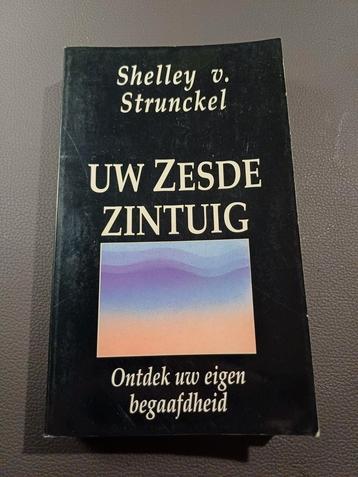 Shelley v.
Strunckel
UW ZESDE
ZINTUIG
Ontdek uw eigen
begaafdheid